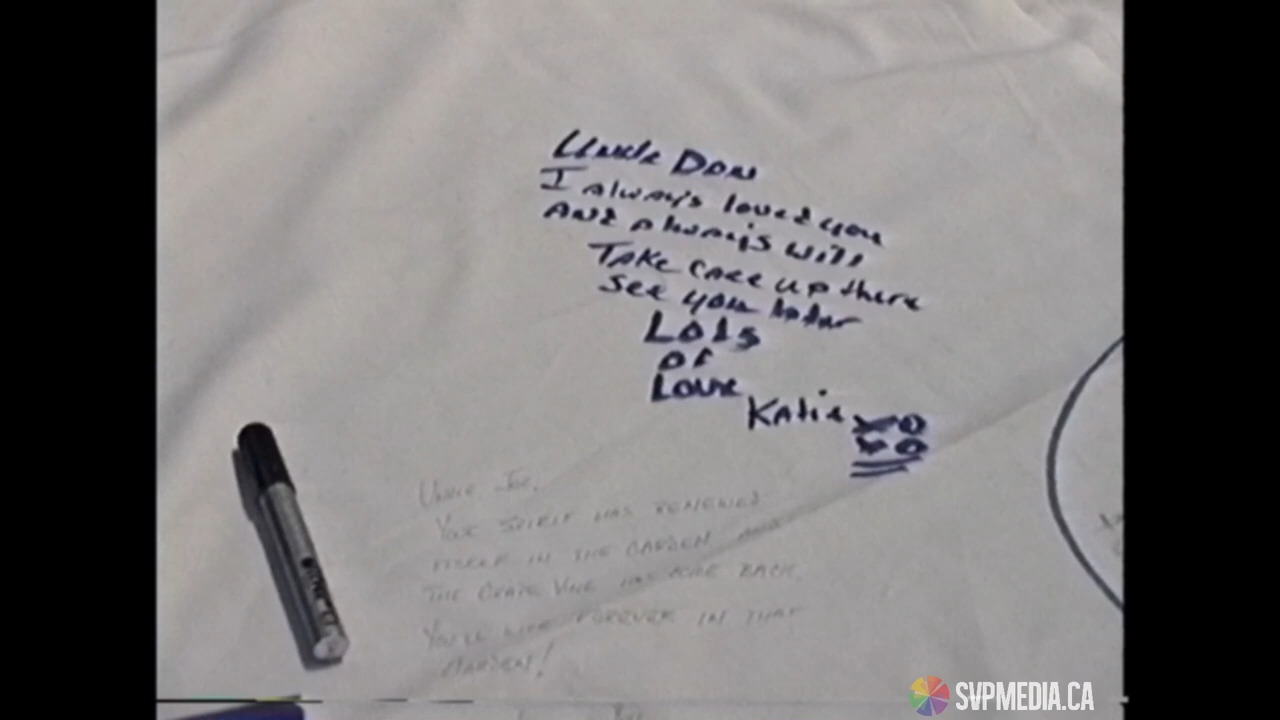 Uncle Don
I always loved you
And always will
Take care up there
See you later
Lots
of
Love
Katie XO
XO
Uncle Joe,
Your spirit has renewed
itself in the garden and
the grape vine has come back.
You'll live forever in that
garden!
SVPMEDIA.CA